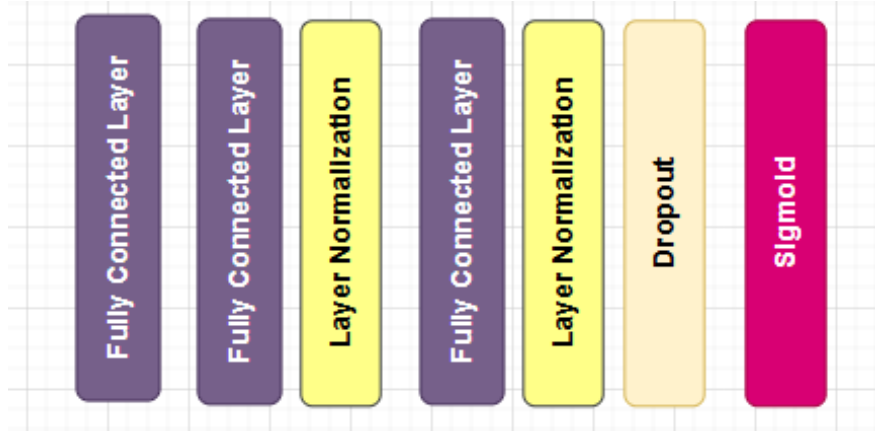 Fully Connected Layer
Fully Connected Layer
Layer Normalization
Fully Connected Layer
Layer Normalization
Dropout
Sigmoid